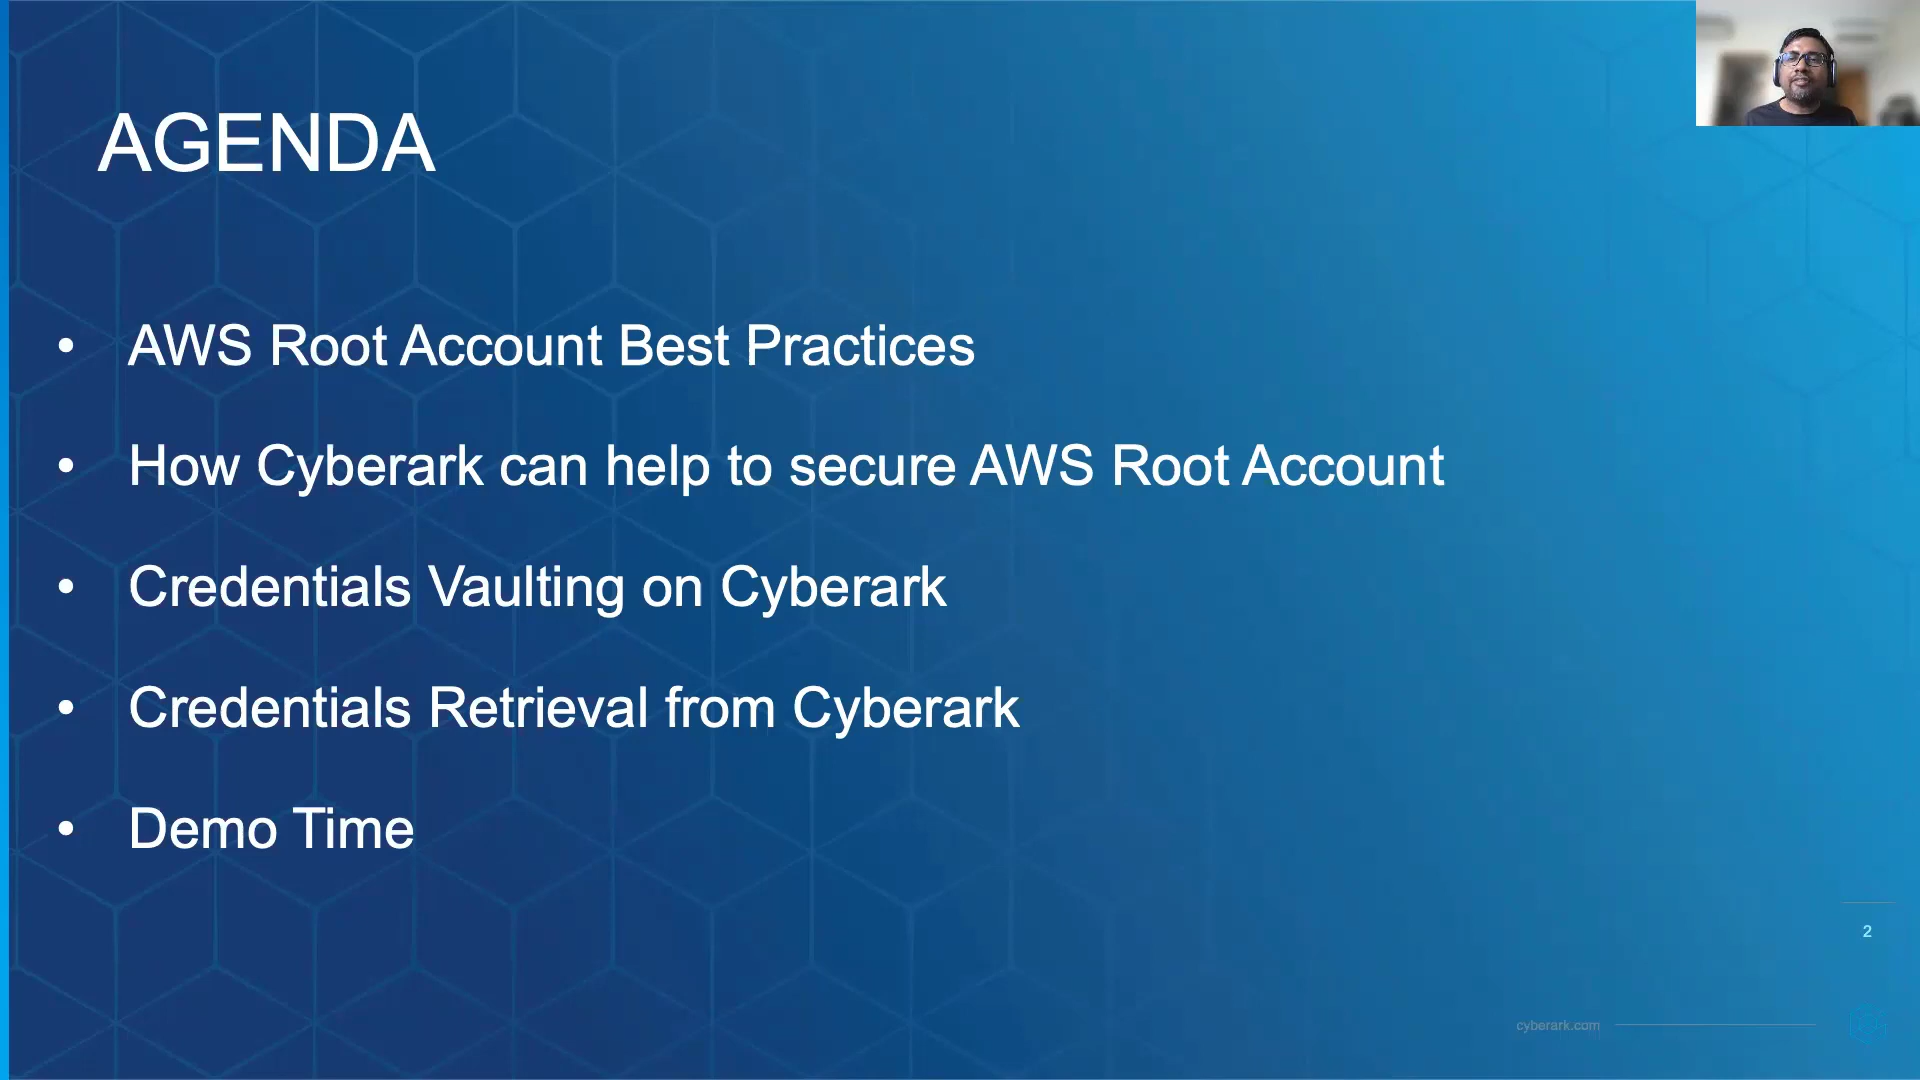 AGENDA
• AWS Root Account Best Practices
• How Cyberark can help to secure AWS Root Account
• Credentials Vaulting on Cyberark
• Credentials Retrieval from Cyberark
• Demo Time
2
cyberark.com